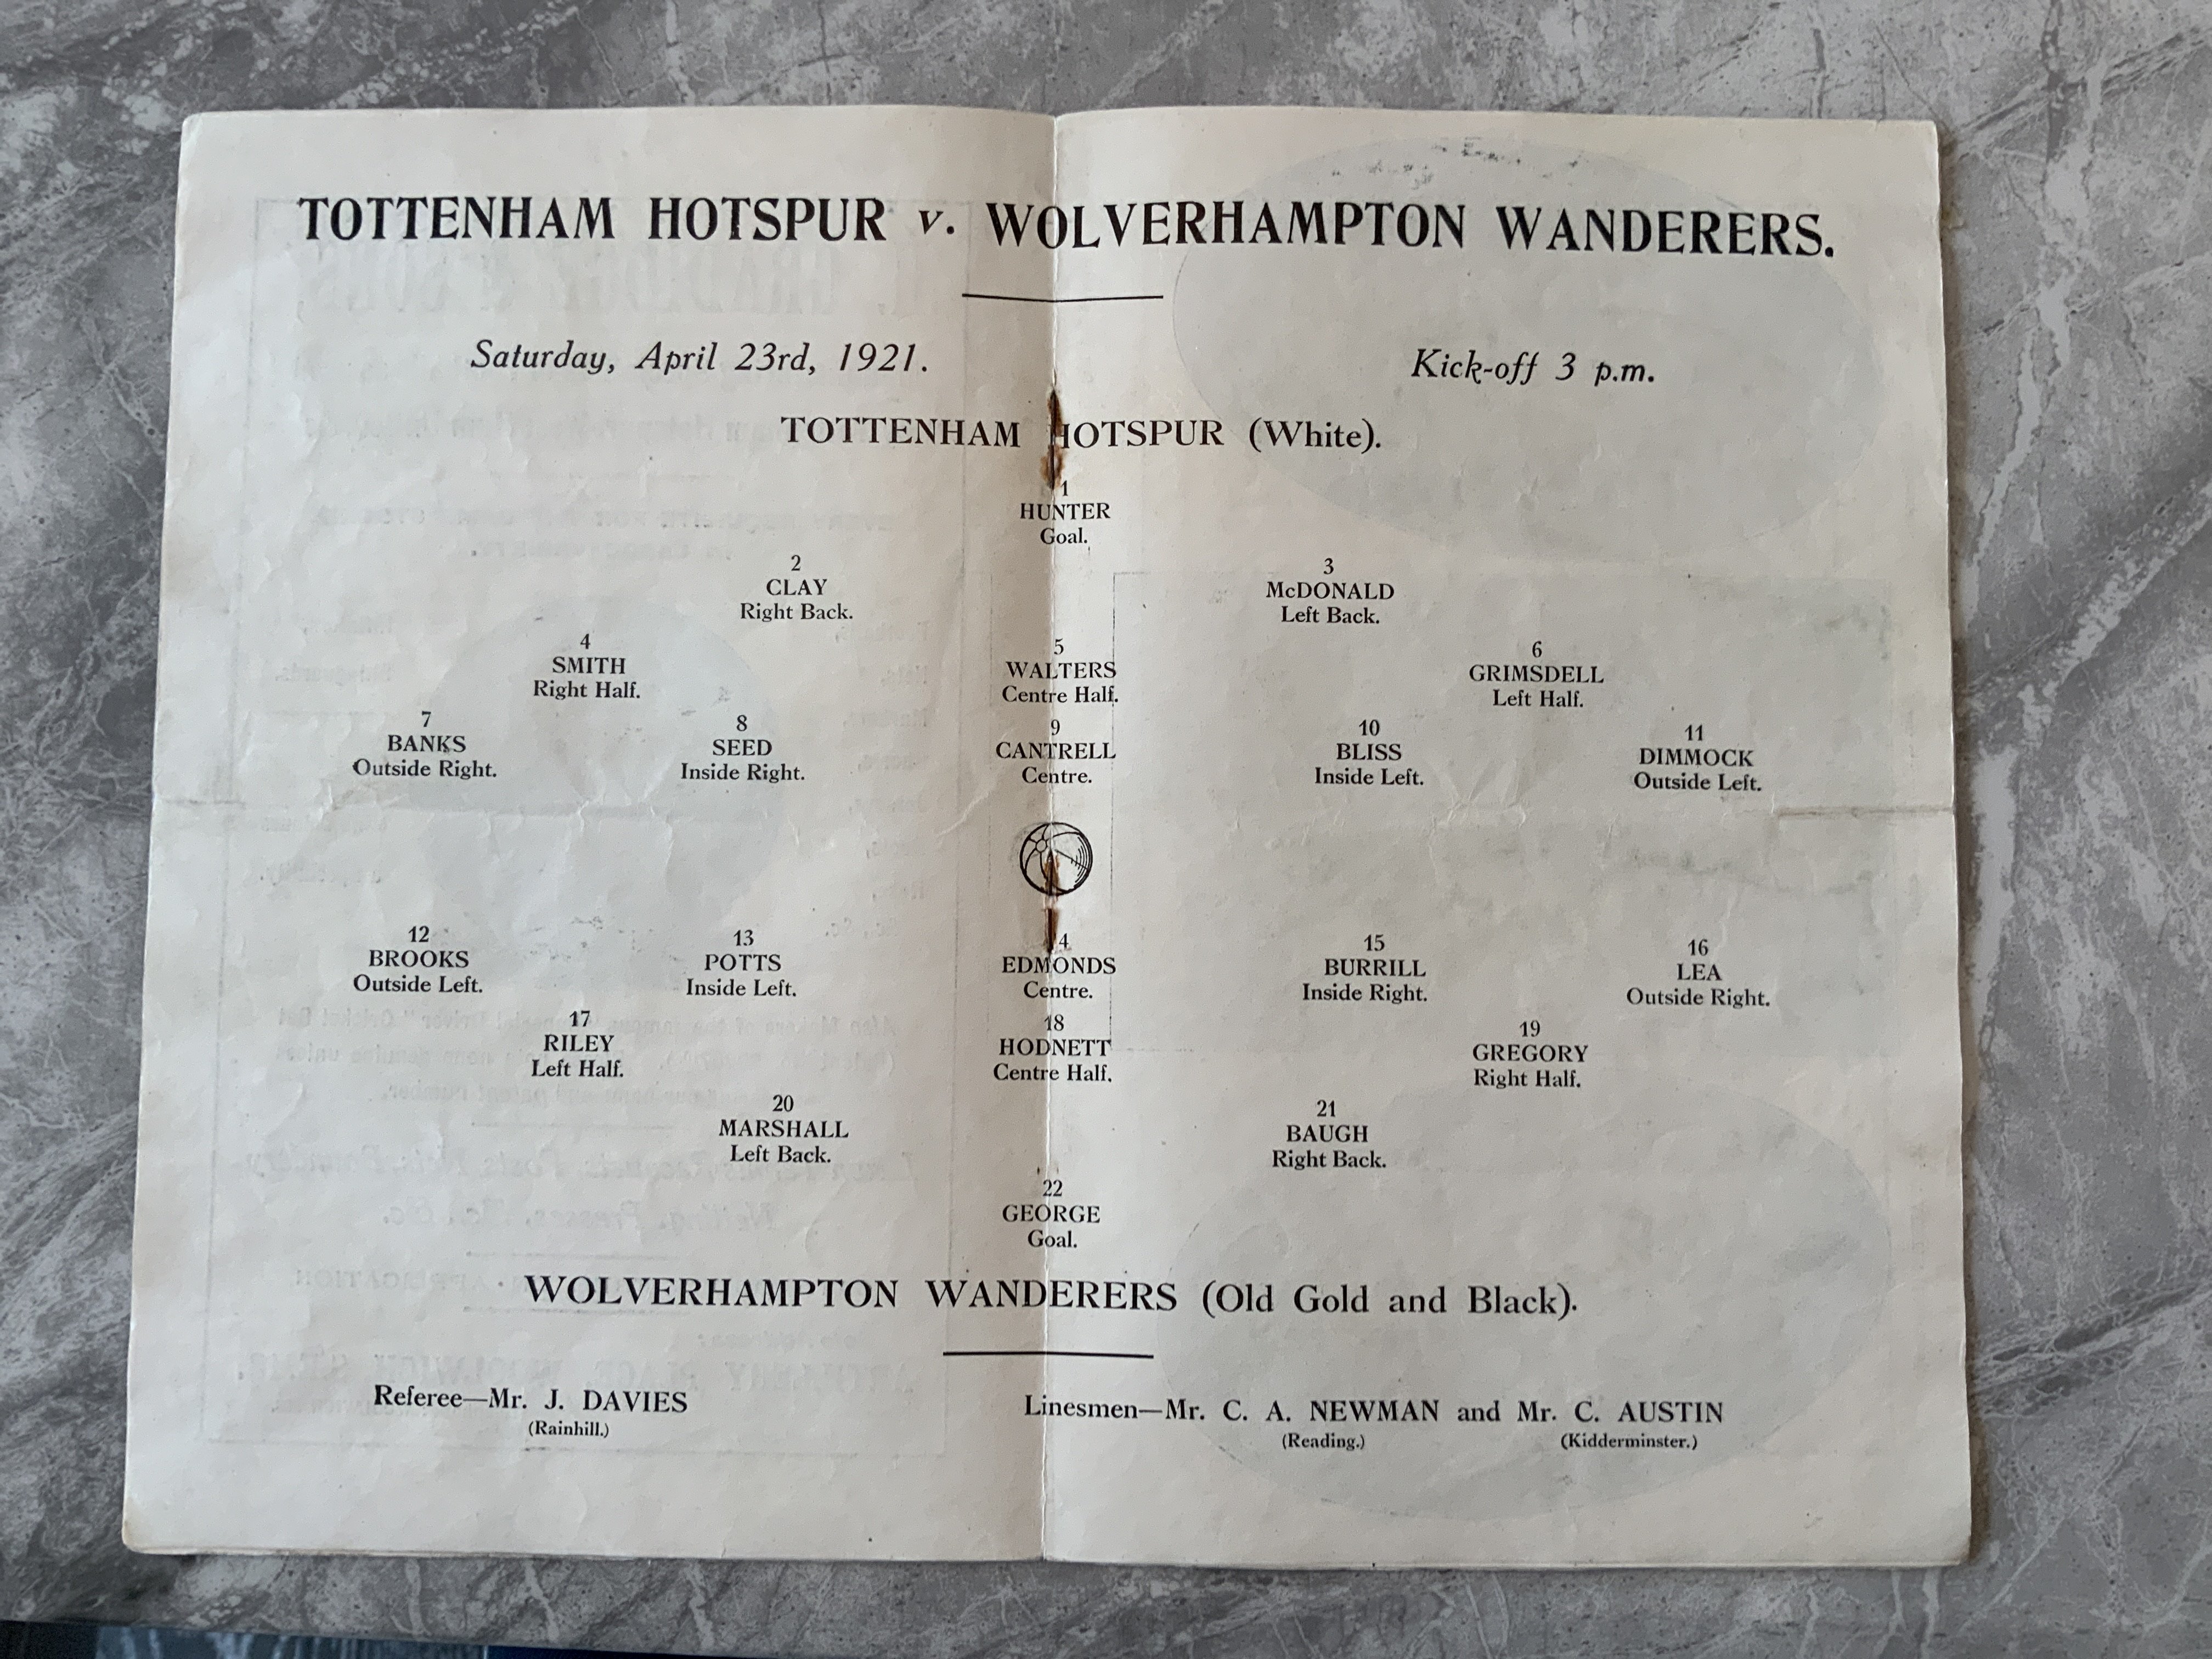 TOTTENHAM HOTSPUR v. WOLVERHAMPTON WANDERERS.
Saturday, April 23rd, 1921. Kick-off 3 p.m.
TOTTENHAM HOTSPUR (White).
1
HUNTER
Goal.
2 3
CLAY McDONALD
Right Back. Left Back.
4 5 6
SMITH WALTERS GRIMSDELL
Right Half. Centre Half. Left Half.
7 8 9 10 11
BANKS SEED CANTRELL BLISS DIMMOCK
Outside Right. Inside Right. Centre. Inside Left. Outside Left.
12 13 14 15 16
BROOKS POTTS EDMONDS BURRILL LEA
Outside Left. Inside Left. Centre. Inside Right. Outside Right.
17 18 19
RILEY HODNETT GREGORY
Left Half. Centre Half. Right Half.
20 21
MARSHALL BAUGH
Left Back. Right Back.
22
GEORGE
Goal.
WOLVERHAMPTON WANDERERS (Old Gold and Black).
Referee—Mr. J. DAVIES Linesmen—Mr. C. A. NEWMAN and Mr. C. AUSTIN
(Rainhill.) (Reading.) (Kidderminster.)